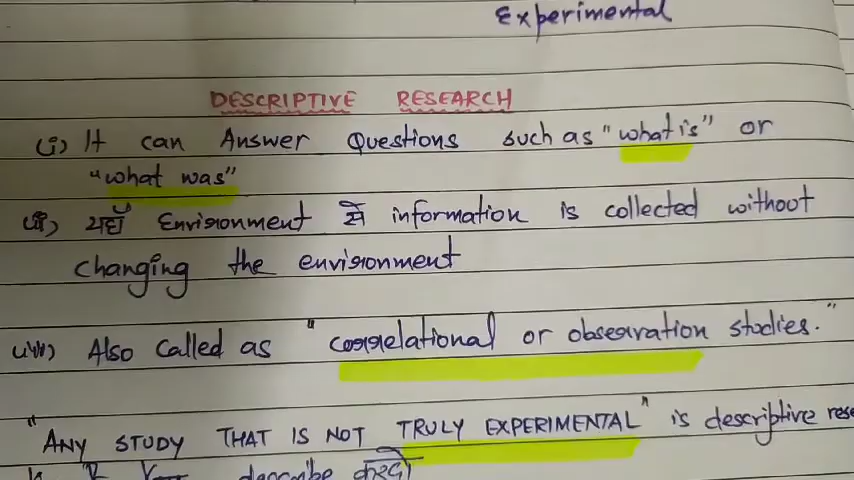 Experimental
DESCRIPTIVE RESEARCH
(i) It can Answer Questions such as "what is" or
"what was"
(ii) यहाँ Environment से information is collected without
changing the environment
(iii) Also called as "correlational or observation studies."
"ANY STUDY THAT IS NOT TRULY EXPERIMENTAL" is descriptive rese
describe करेंगे